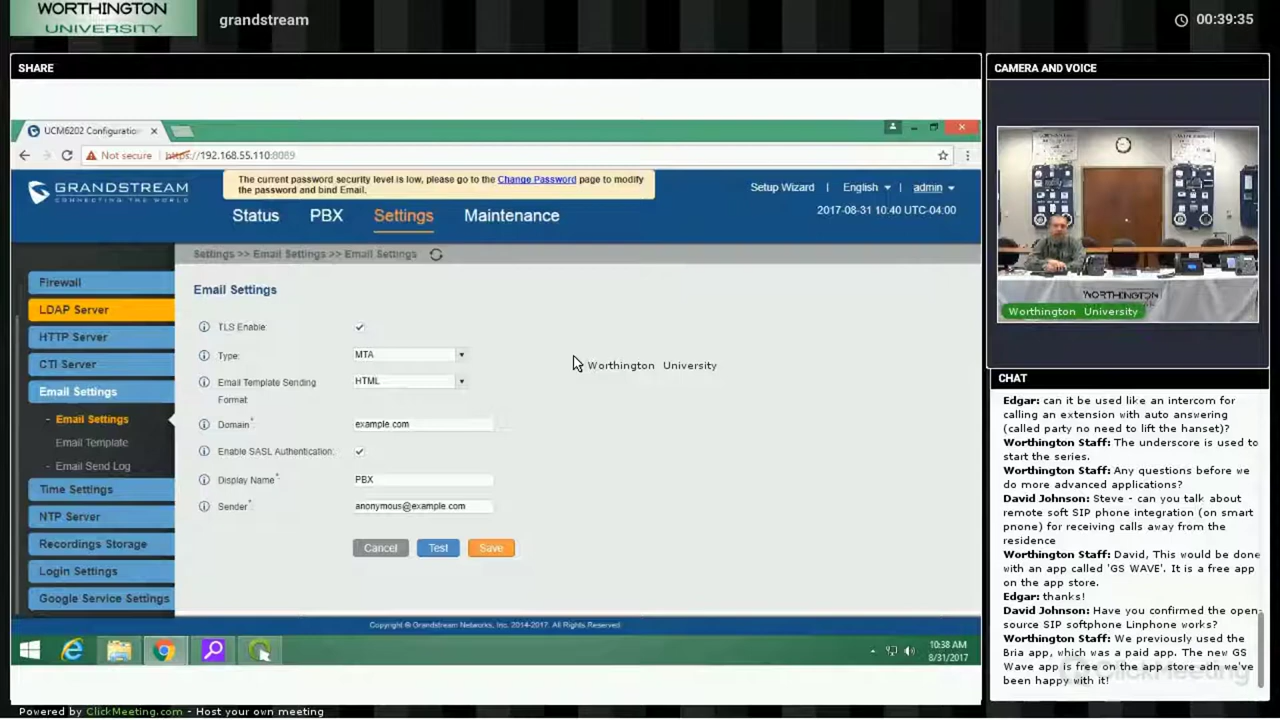 WORTHINGTON
UNIVERSITY
grandstream
00:39:35
SHARE
UCM6202 Configuratio
Not secure
https://192.168.55.110:8089
GRANDSTREAM
CONNECTING THE WORLD
The current password security level is low, please go to the Change Password page to modify
the password and bind Email.
Setup Wizard | English | admin
Status PBX Settings Maintenance
2017-08-31 10:40 UTC-04:00
Settings >> Email Settings >> Email Settings
Firewall
LDAP Server
HTTP Server
CTI Server
Email Settings
- Email Settings
Email Template
- Email Send Log
Time Settings
NTP Server
Recordings Storage
Login Settings
Google Service Settings
Email Settings
TLS Enable:
Type: MTA
Email Template Sending HTML
Format
Domain*: example.com
Enable SASL Authentication:
Display Name*: PBX
Sender*: anonymous@example.com
Cancel Test Save
Worthington University
Copyright © Grandstream Networks, Inc. 2014-2017. All Rights Reserved.
10:38 AM
8/31/2017
CAMERA AND VOICE
WORTHINGTON
Worthington University
CHAT
Edgar: can it be used like an intercom for
calling an extension with auto answering
(called party no need to lift the hanset)?
Worthington Staff: The underscore is used to
start the series.
Worthington Staff: Any questions before we
do more advanced applications?
David Johnson: Steve - can you talk about
remote soft SIP phone integration (on smart
pnone) for receiving calls away from the
residence
Worthington Staff: David, This would be done
with an app called 'GS WAVE'. It is a free app
on the app store.
Edgar: thanks!
David Johnson: Have you confirmed the open-
source SIP softphone Linphone works?
Worthington Staff: We previously used the
Bria app, which was a paid app. The new GS
Wave app is free on the app store adn we've
been happy with it!
ClickMeeting
Powered by ClickMeeting.com - Host your own meeting